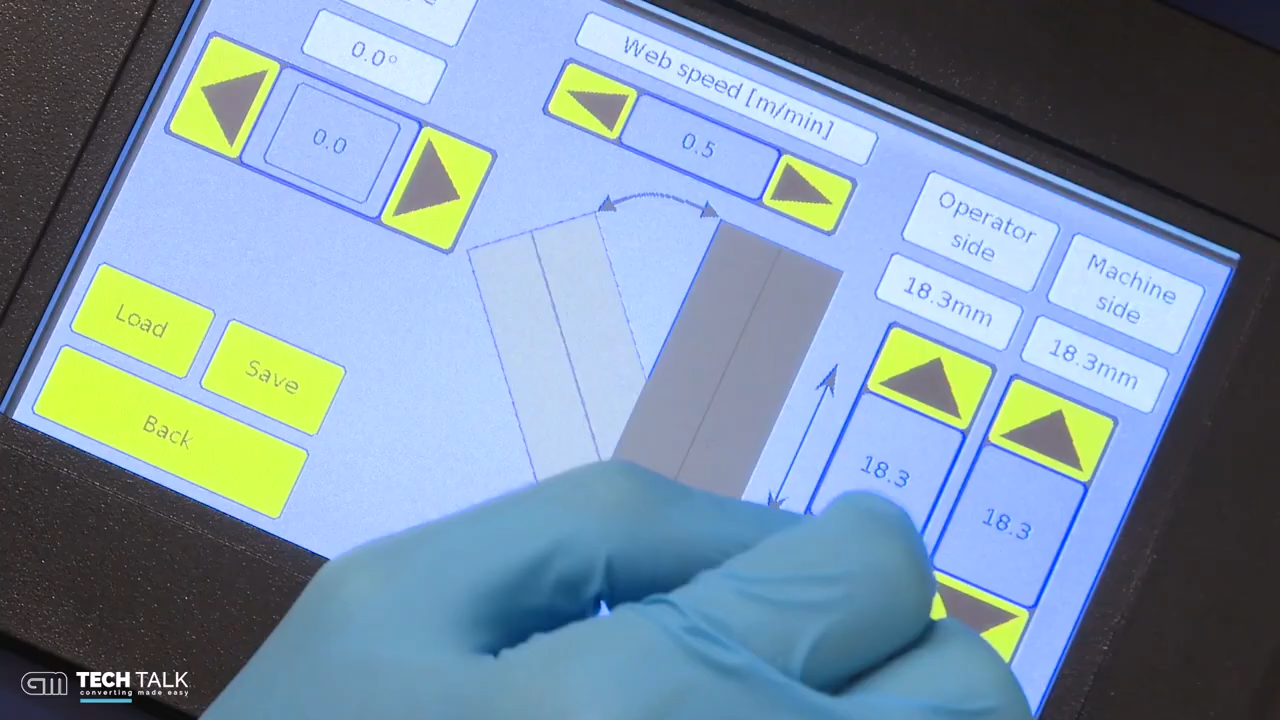 0.0°
0.0
Web speed [m/min]
0.5
Operator
side
18.3mm
18.3
Machine
side
18.3mm
18.3
Load
Save
Back
GM
TECH TALK
converting made easy